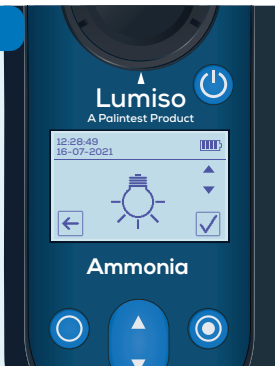 Lumiso
A Palintest Product
12:28:49
16-07-2021
Ammonia